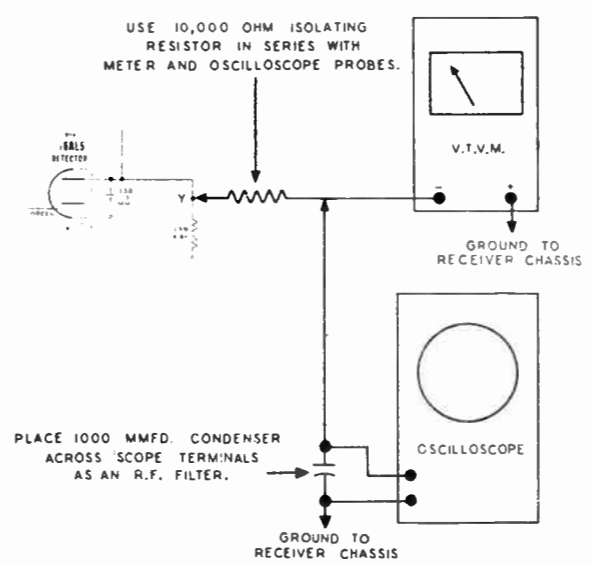 USE 10,000 OHM ISOLATING
RESISTOR IN SERIES WITH
METER AND OSCILLOSCOPE PROBES.
V.T.V.M.
6AL5
DETECTOR
Y
-
+
GROUND TO
RECEIVER CHASSIS
OSCILLOSCOPE
PLACE 1000 MMFD. CONDENSER
ACROSS 'SCOPE TERMINALS
AS AN R.F. FILTER.
GROUND TO
RECEIVER CHASSIS